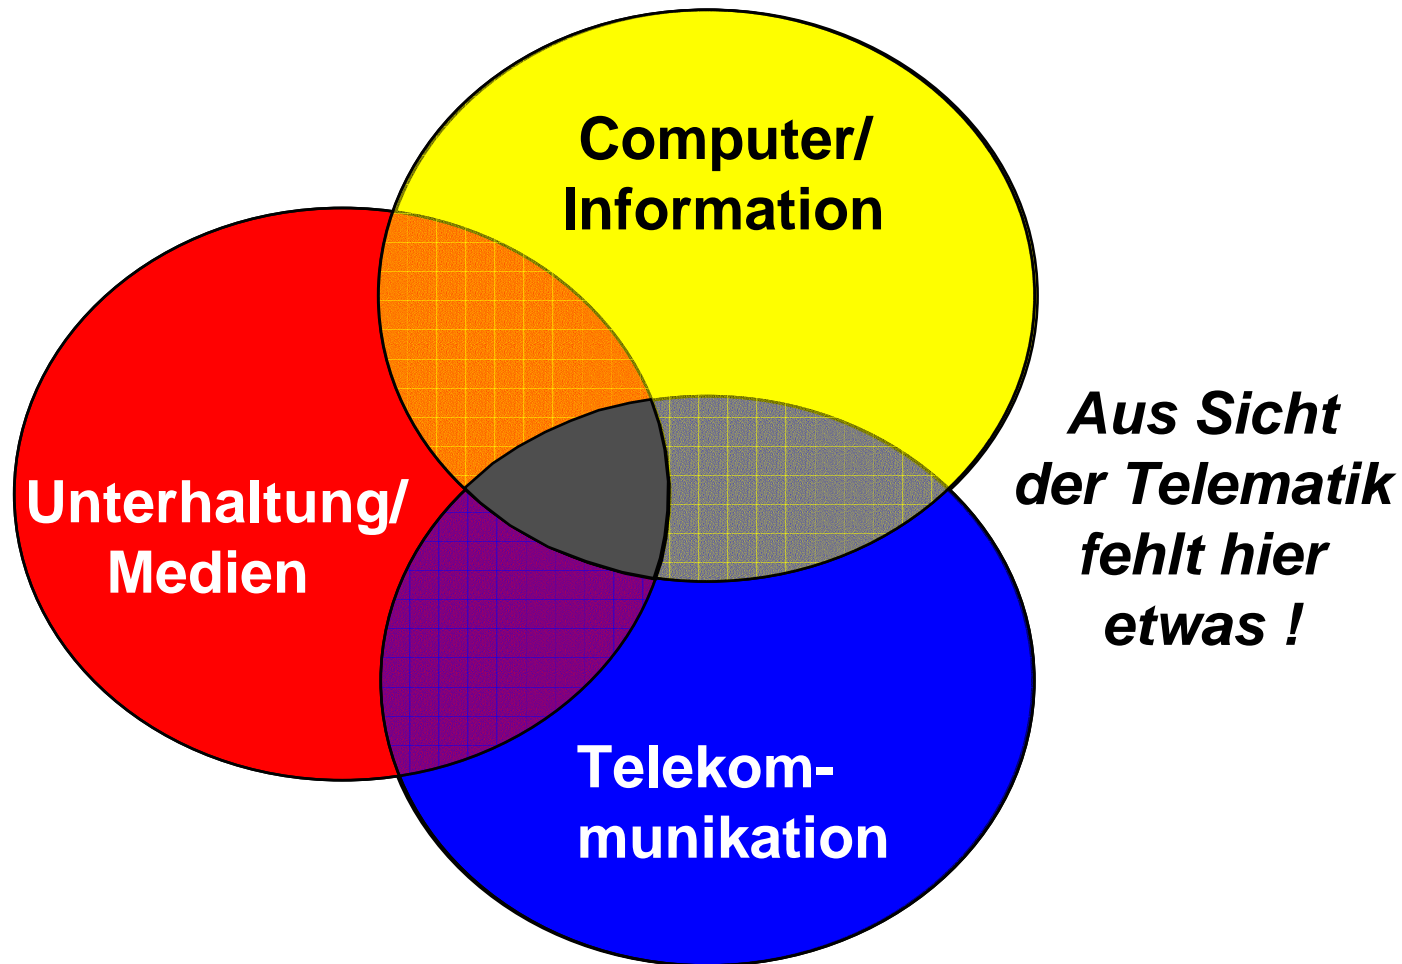 Computer/
Information
Unterhaltung/
Medien
Telekom-
munikation
Aus Sicht
der Telematik
fehlt hier
etwas !